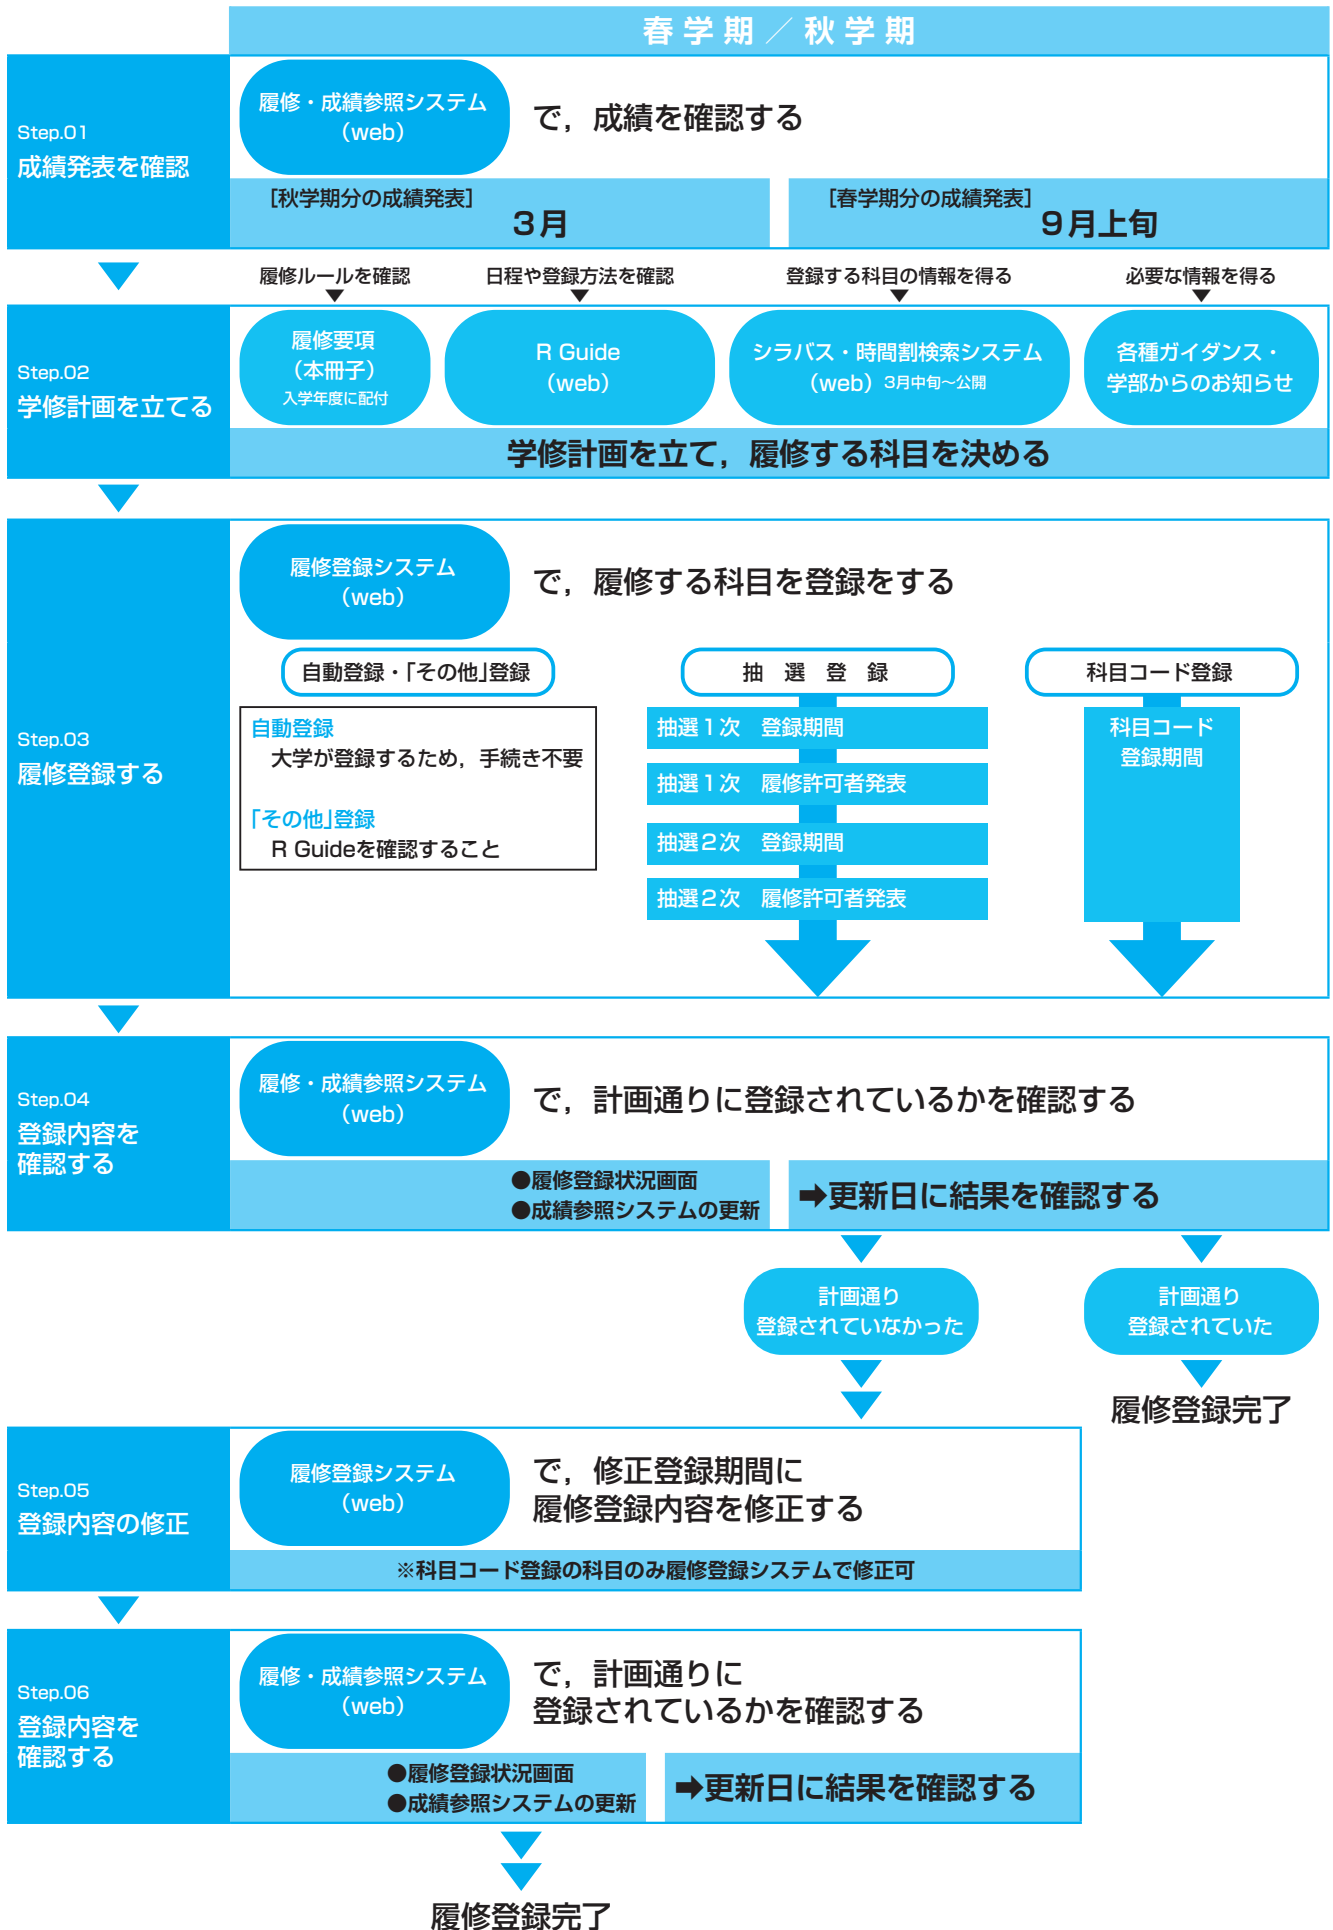 春学期／秋学期
Step.01
成績発表を確認
履修・成績参照システム
（web）
で，成績を確認する
［秋学期分の成績発表］
3月
［春学期分の成績発表］
9月上旬
履修ルールを確認
日程や登録方法を確認
登録する科目の情報を得る
必要な情報を得る
Step.02
学修計画を立てる
履修要項
（本冊子）
入学年度に配付
R Guide
（web）
シラバス・時間割検索システム
（web）3月中旬〜公開
各種ガイダンス・
学部からのお知らせ
学修計画を立て，履修する科目を決める
Step.03
履修登録する
履修登録システム
（web）
で，履修する科目を登録をする
自動登録・「その他」登録
自動登録
大学が登録するため，手続き不要
「その他」登録
R Guideを確認すること
抽選登録
抽選1次　登録期間
抽選1次　履修許可者発表
抽選2次　登録期間
抽選2次　履修許可者発表
科目コード登録
科目コード
登録期間
Step.04
登録内容を
確認する
履修・成績参照システム
（web）
で，計画通りに登録されているかを確認する
●履修登録状況画面
●成績参照システムの更新
➡更新日に結果を確認する
計画通り
登録されていなかった
計画通り
登録されていた
履修登録完了
Step.05
登録内容の修正
履修登録システム
（web）
で，修正登録期間に
履修登録内容を修正する
※科目コード登録の科目のみ履修登録システムで修正可
Step.06
登録内容を
確認する
履修・成績参照システム
（web）
で，計画通りに
登録されているかを確認する
●履修登録状況画面
●成績参照システムの更新
➡更新日に結果を確認する
履修登録完了